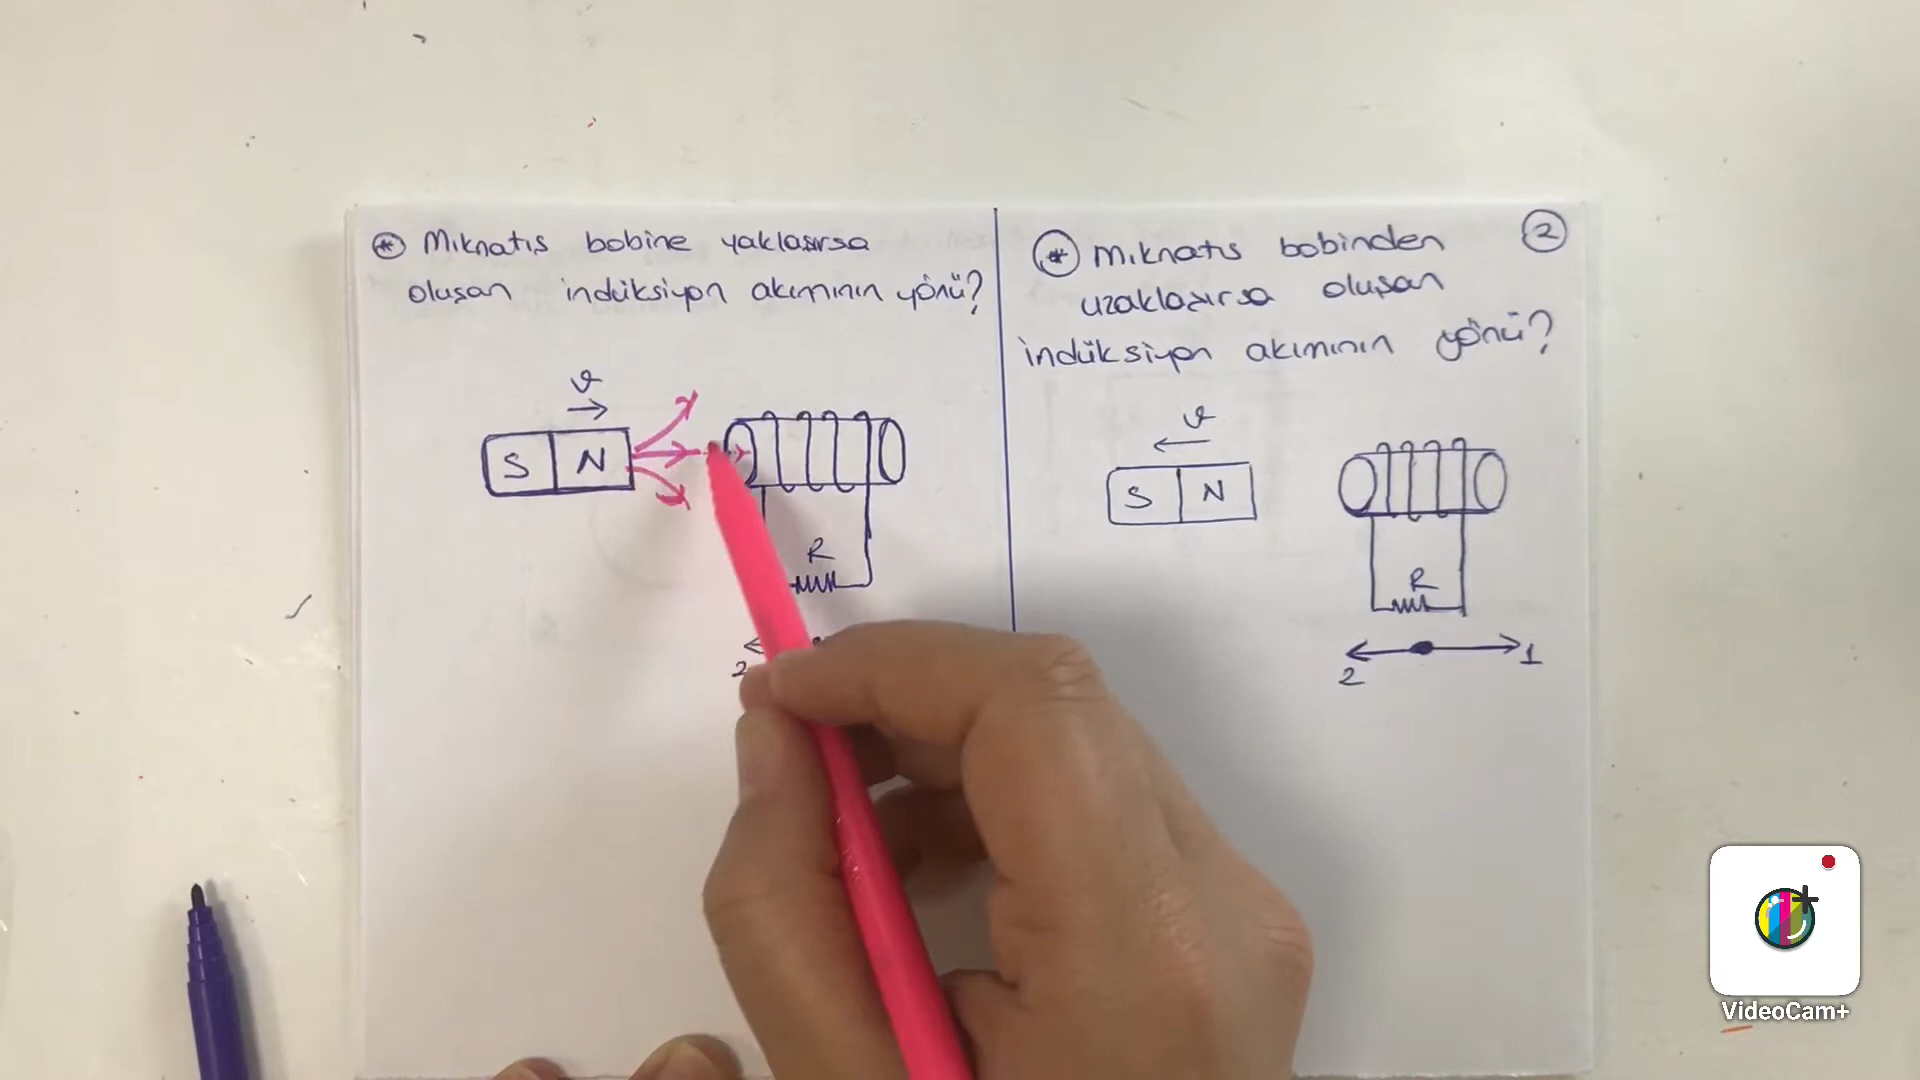 * Mıknatıs bobine yaklaşırsa
oluşan indüksiyon akımının yönü?
ϑ
S N
R
2
2
* Mıknatıs bobinden
uzaklaşırsa oluşan
indüksiyon akımının yönü?
ϑ
S N
R
2 1
VideoCam+